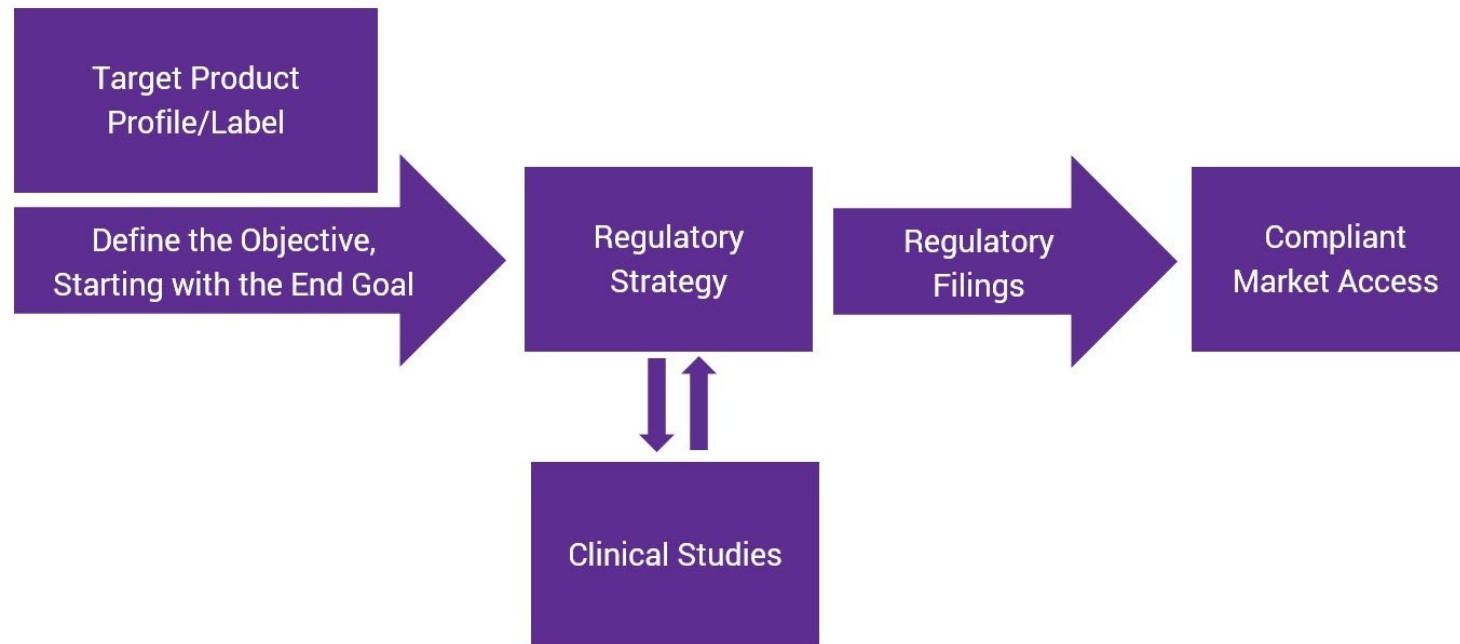 Target Product
Profile/Label
Define the Objective,
Starting with the End Goal
Regulatory
Strategy
Regulatory
Filings
Compliant
Market Access
Clinical Studies